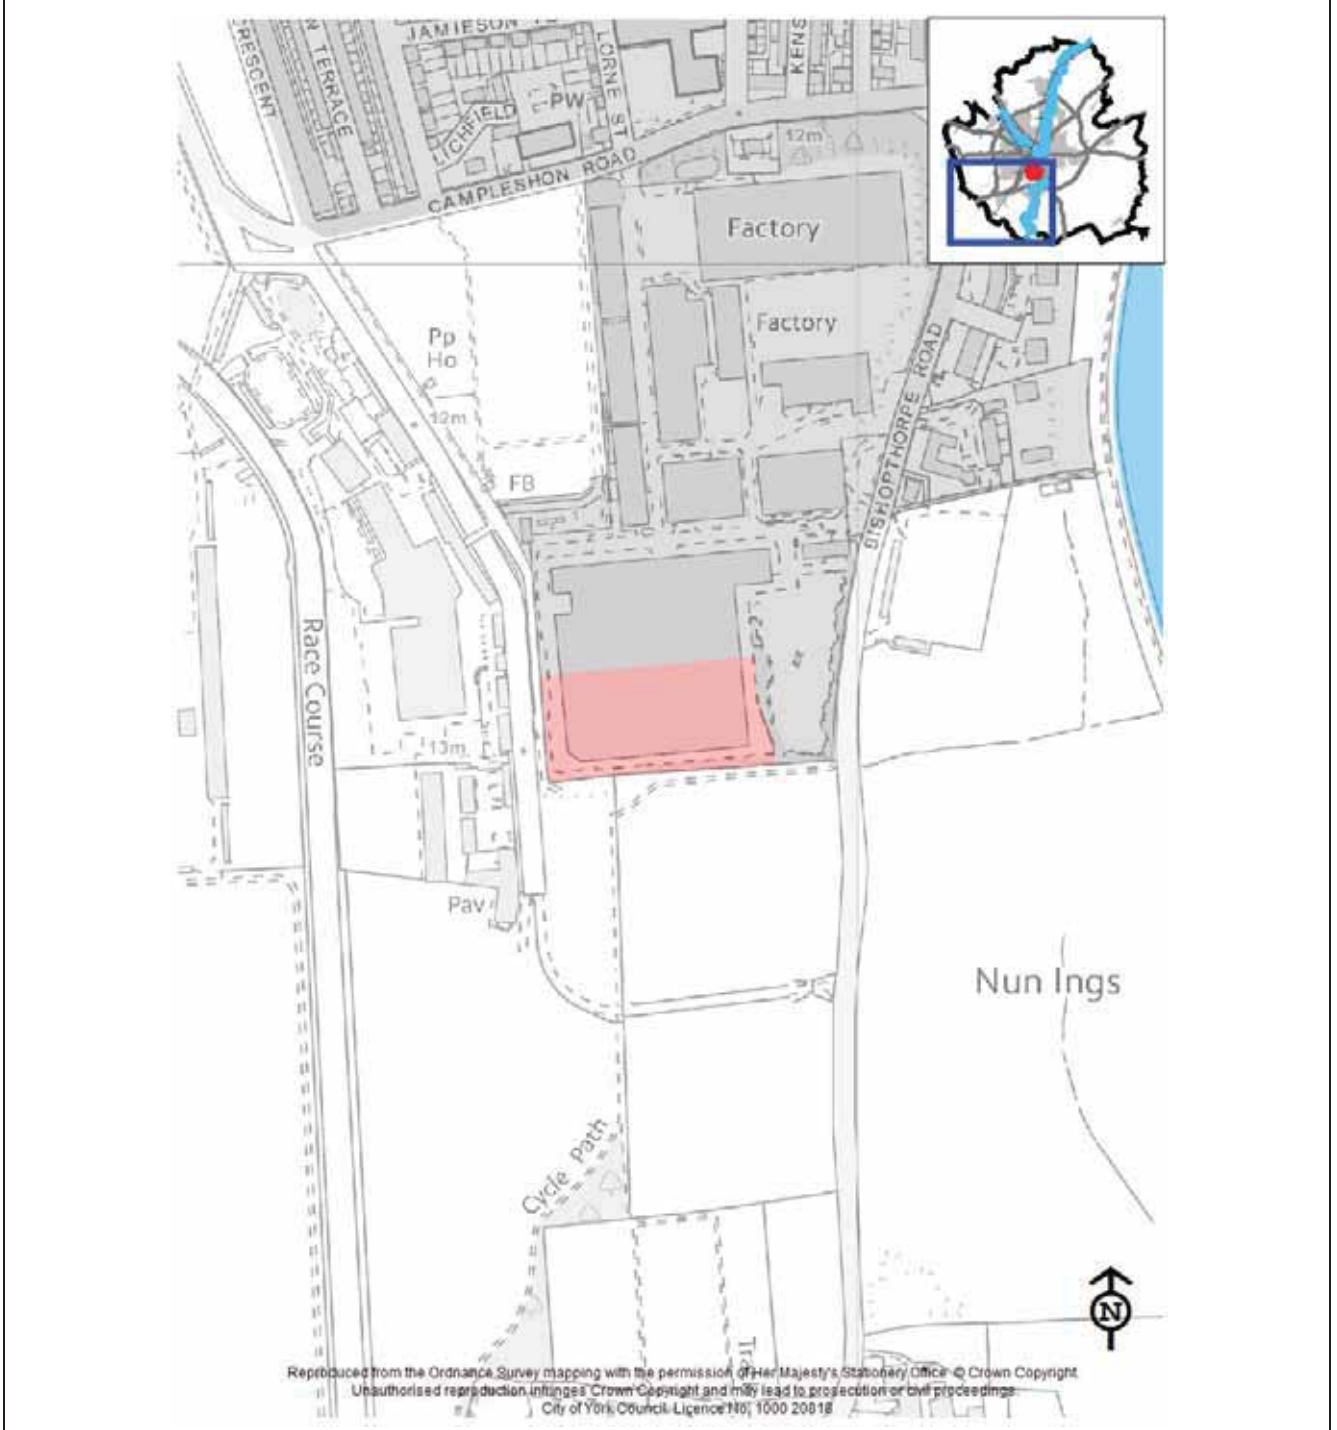 JAMIESON
RESCENT
N TERRACE
LORNE ST
KENS
PW
LICHFIELD
12m
CAMPLESHON ROAD
Factory
Pp
Ho
Factory
12m
BISHOPTHORPE ROAD
FB
Race Course
13m
Pav
Nun Ings
Cycle Path
N
Reproduced from the Ordnance Survey mapping with the permission of Her Majesty's Stationery Office © Crown Copyright.
Unauthorised reproduction infringes Crown Copyright and may lead to prosecution or civil proceedings.
City of York Council. Licence No. 1000 20818